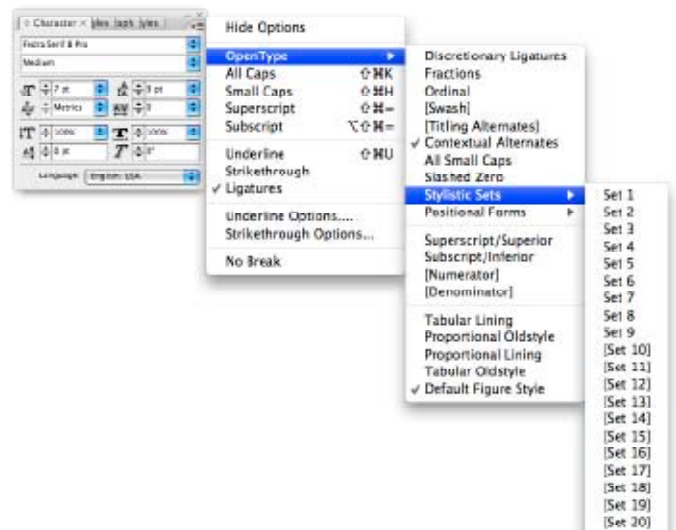 Character
Fedra Serif B Pro
Medium
Metrics
100%
100%
Language: English: USA
Hide Options
OpenType
All Caps ⇧⌘K
Small Caps ⇧⌘H
Superscript ⇧⌘=
Subscript ⌥⇧⌘=
Underline ⇧⌘U
Strikethrough
✓ Ligatures
Underline Options....
Strikethrough Options...
No Break
Discretionary Ligatures
Fractions
Ordinal
[Swash]
[Titling Alternates]
✓ Contextual Alternates
All Small Caps
Slashed Zero
Stylistic Sets
Positional Forms
Superscript/Superior
Subscript/Inferior
[Numerator]
[Denominator]
Tabular Lining
Proportional Oldstyle
Proportional Lining
Tabular Oldstyle
✓ Default Figure Style
Set 1
Set 2
Set 3
Set 4
Set 5
Set 6
Set 7
Set 8
Set 9
[Set 10]
[Set 11]
[Set 12]
[Set 13]
[Set 14]
[Set 15]
[Set 16]
[Set 17]
[Set 18]
[Set 19]
[Set 20]